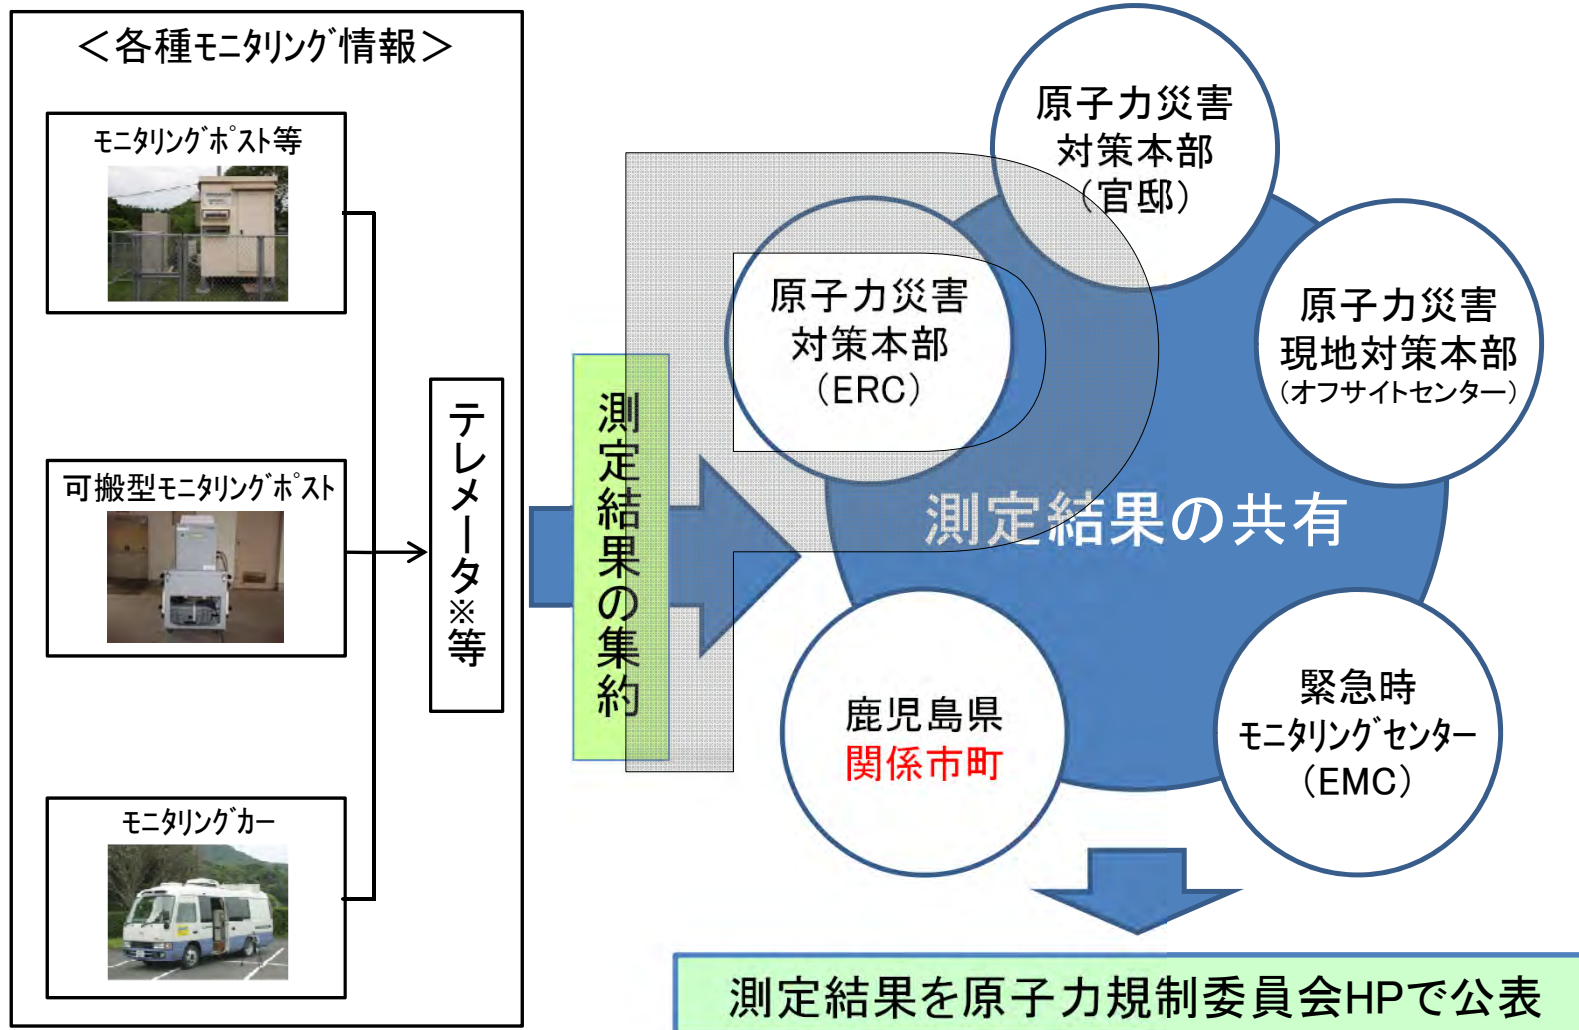 ＜各種モニタリング情報＞
モニタリングポスト等
可搬型モニタリングポスト
モニタリングカー
テレメータ※等
測定結果の集約
原子力災害
対策本部
（官邸）
原子力災害
対策本部
（ERC）
原子力災害
現地対策本部
（オフサイトセンター）
測定結果の共有
鹿児島県
関係市町
緊急時
モニタリングセンター
（EMC）
測定結果を原子力規制委員会HPで公表